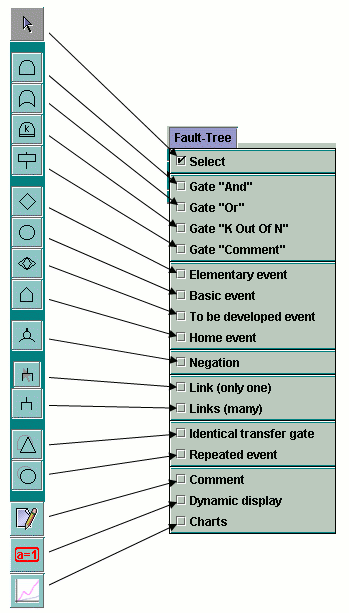 Fault-Tree
Select
Gate "And"
Gate "Or"
K
Gate "K Out Of N"
Gate "Comment"
Elementary event
Basic event
To be developed event
Home event
Negation
Link (only one)
Links (many)
Identical transfer gate
Repeated event
Comment
Dynamic display
a=1
Charts